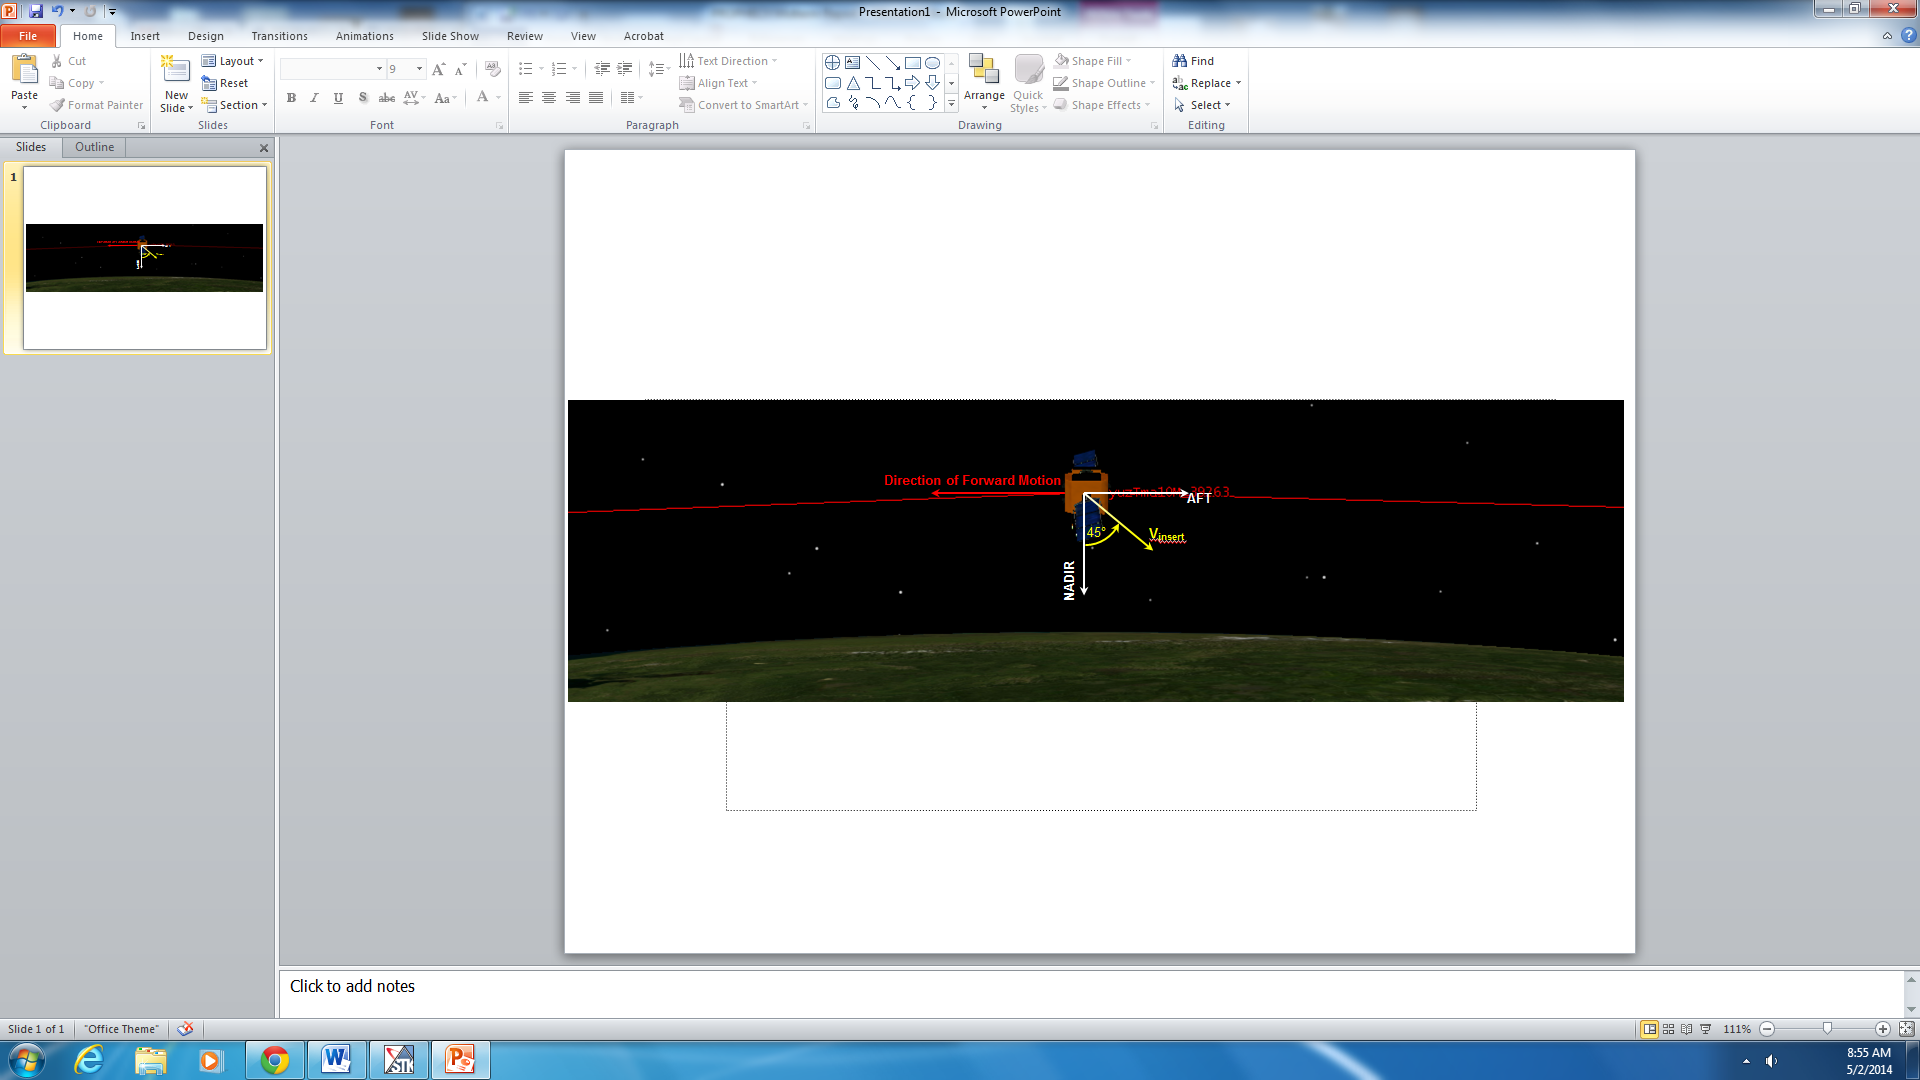 Presentation1 - Microsoft PowerPoint
File Home Insert Design Transitions Animations Slide Show Review View Acrobat
Paste
Cut
Copy
Format Painter
Clipboard
New Slide
Layout
Reset
Section
Slides
9
B I U S abc AV Aa A
Font
Text Direction
Align Text
Convert to SmartArt
Paragraph
Arrange
Quick Styles
Shape Fill
Shape Outline
Shape Effects
Drawing
Find
Replace
Select
Editing
Slides Outline
1
Direction of Forward Motion
AFT
45°
Vinsert
NADIR
Click to add notes
Slide 1 of 1 "Office Theme" 111%
8:55 AM
5/2/2014